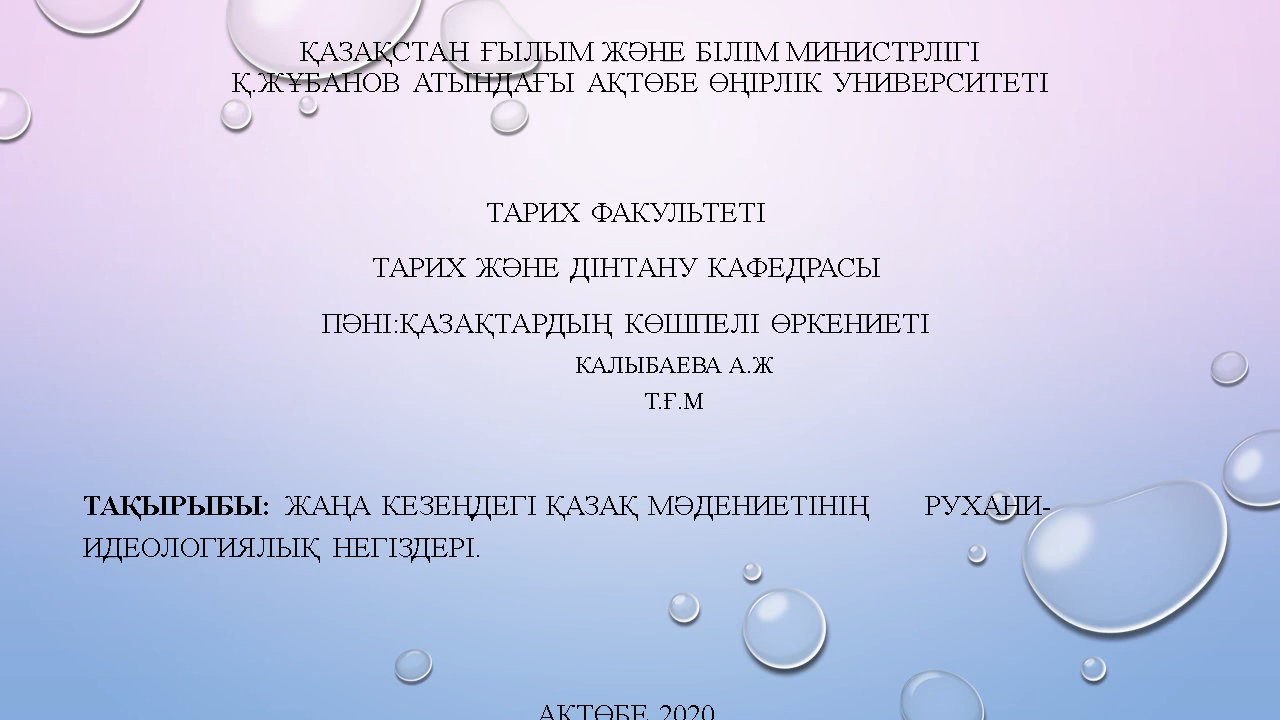 ҚАЗАҚСТАН ҒЫЛЫМ ЖӘНЕ БІЛІМ МИНИСТРЛІГІ
Қ.ЖҰБАНОВ АТЫНДАҒЫ АҚТӨБЕ ӨҢІРЛІК УНИВЕРСИТЕТІ
ТАРИХ ФАКУЛЬТЕТІ
ТАРИХ ЖӘНЕ ДІНТАНУ КАФЕДРАСЫ
ПӘНІ:ҚАЗАҚТАРДЫҢ КӨШПЕЛІ ӨРКЕНИЕТІ
КАЛЫБАЕВА А.Ж
Т.Ғ.М
ТАҚЫРЫБЫ: ЖАҢА КЕЗЕҢДЕГІ ҚАЗАҚ МӘДЕНИЕТІНІҢ РУХАНИ-
ИДЕОЛОГИЯЛЫҚ НЕГІЗДЕРІ.
АҚТӨБЕ 2020